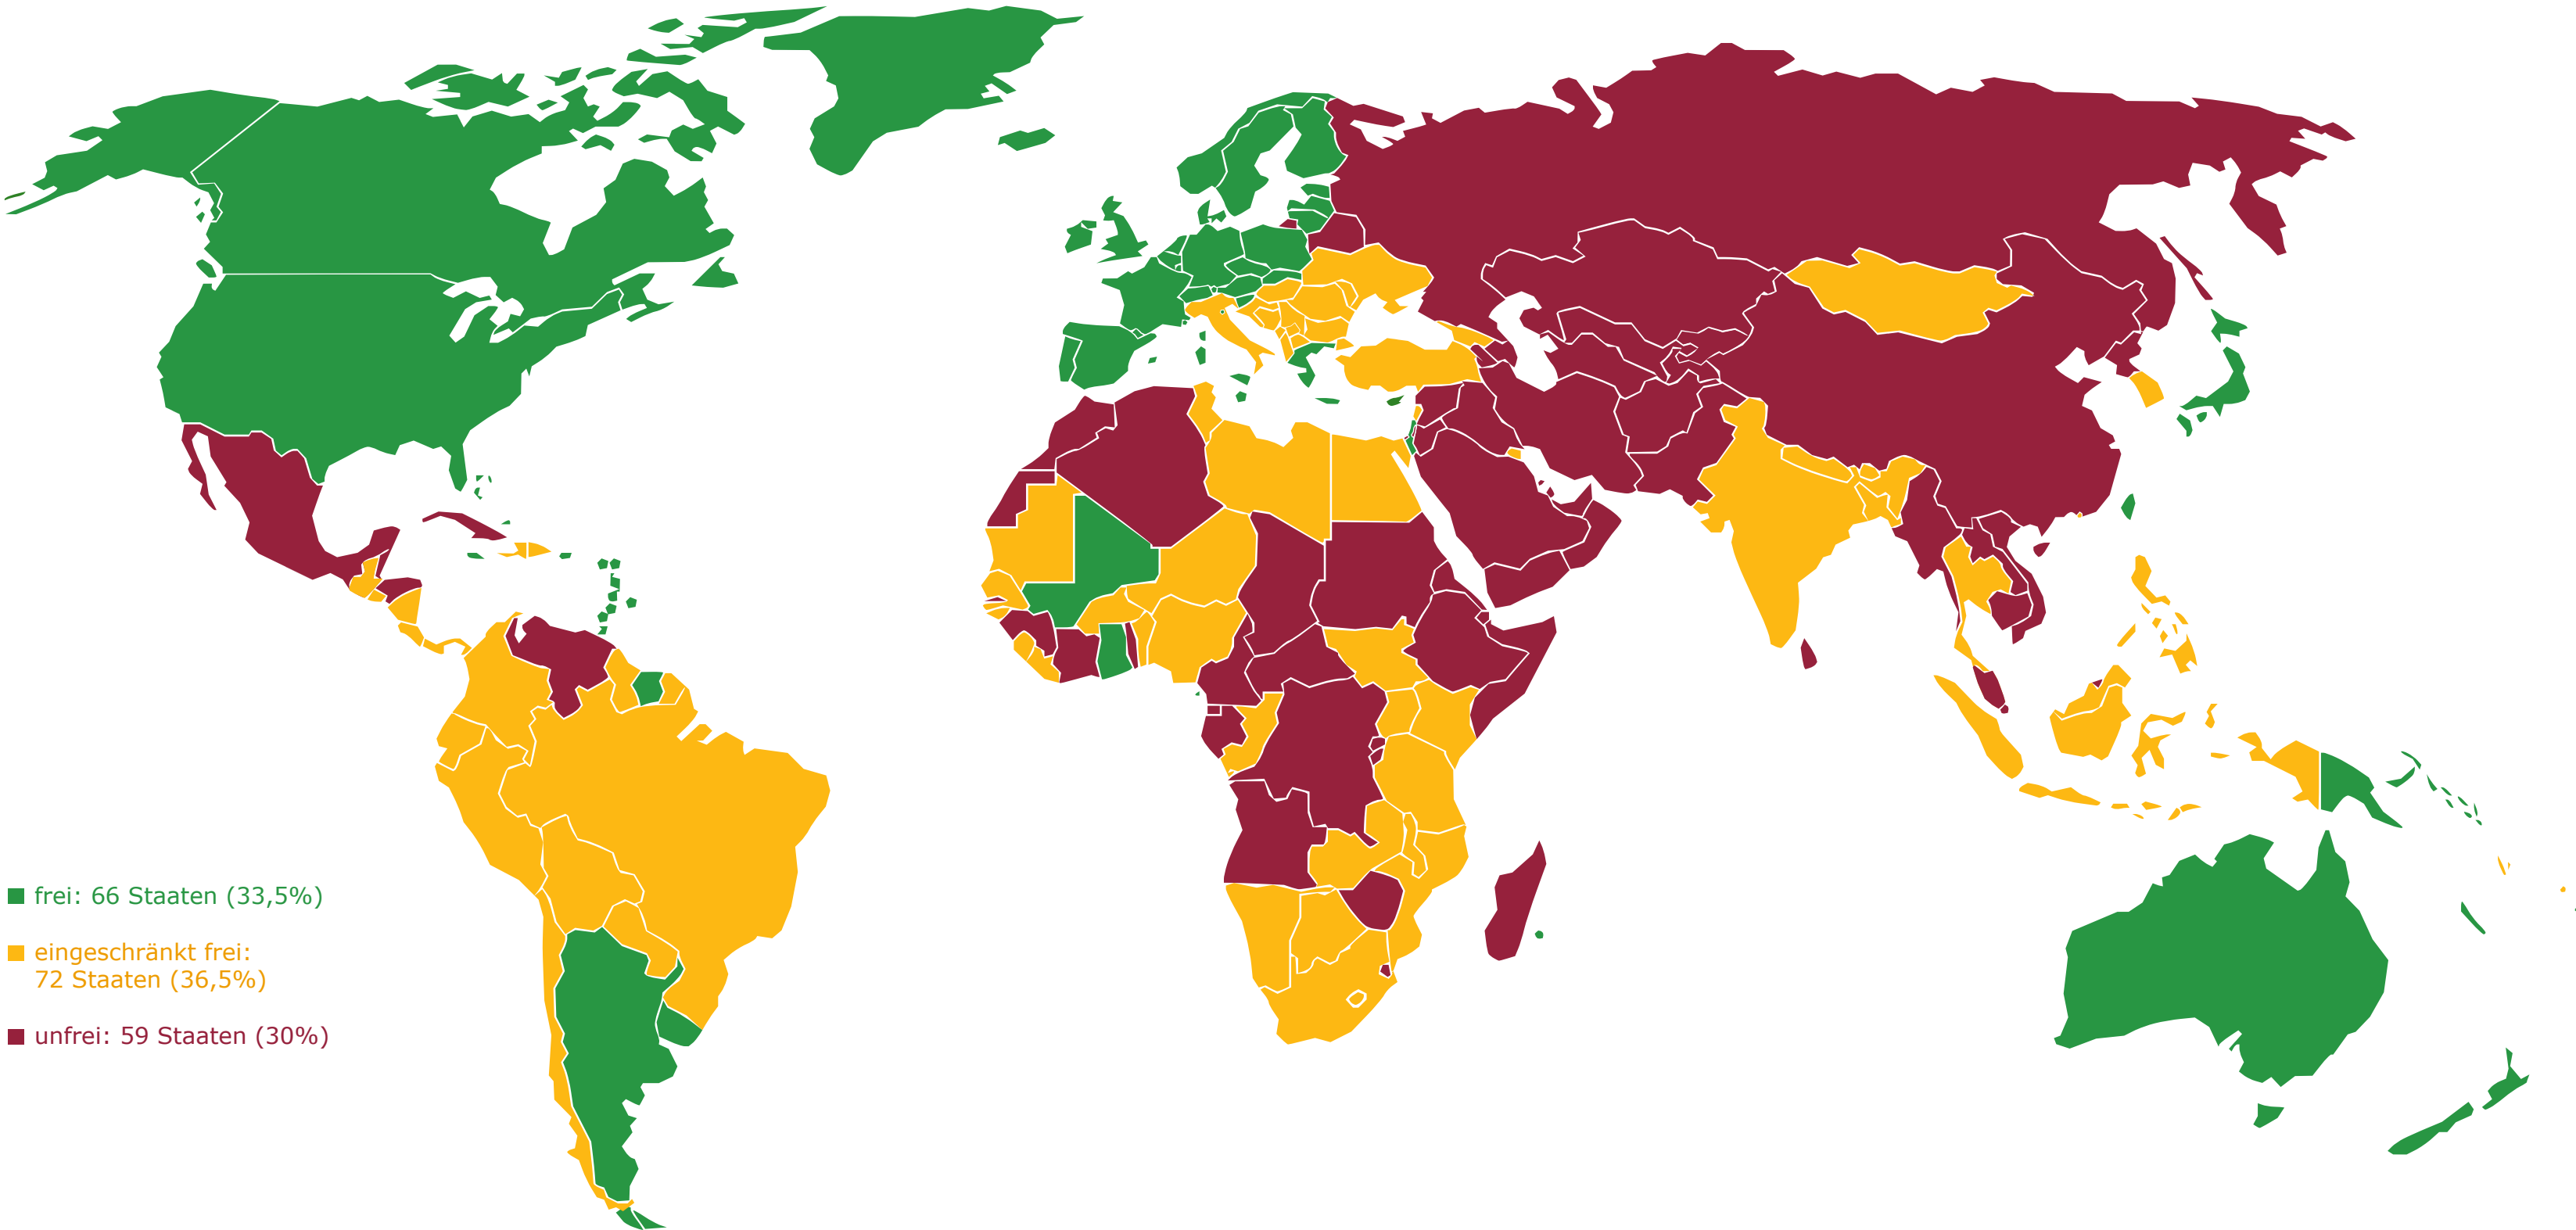 frei: 66 Staaten (33,5%)
eingeschränkt frei:
72 Staaten (36,5%)
unfrei: 59 Staaten (30%)